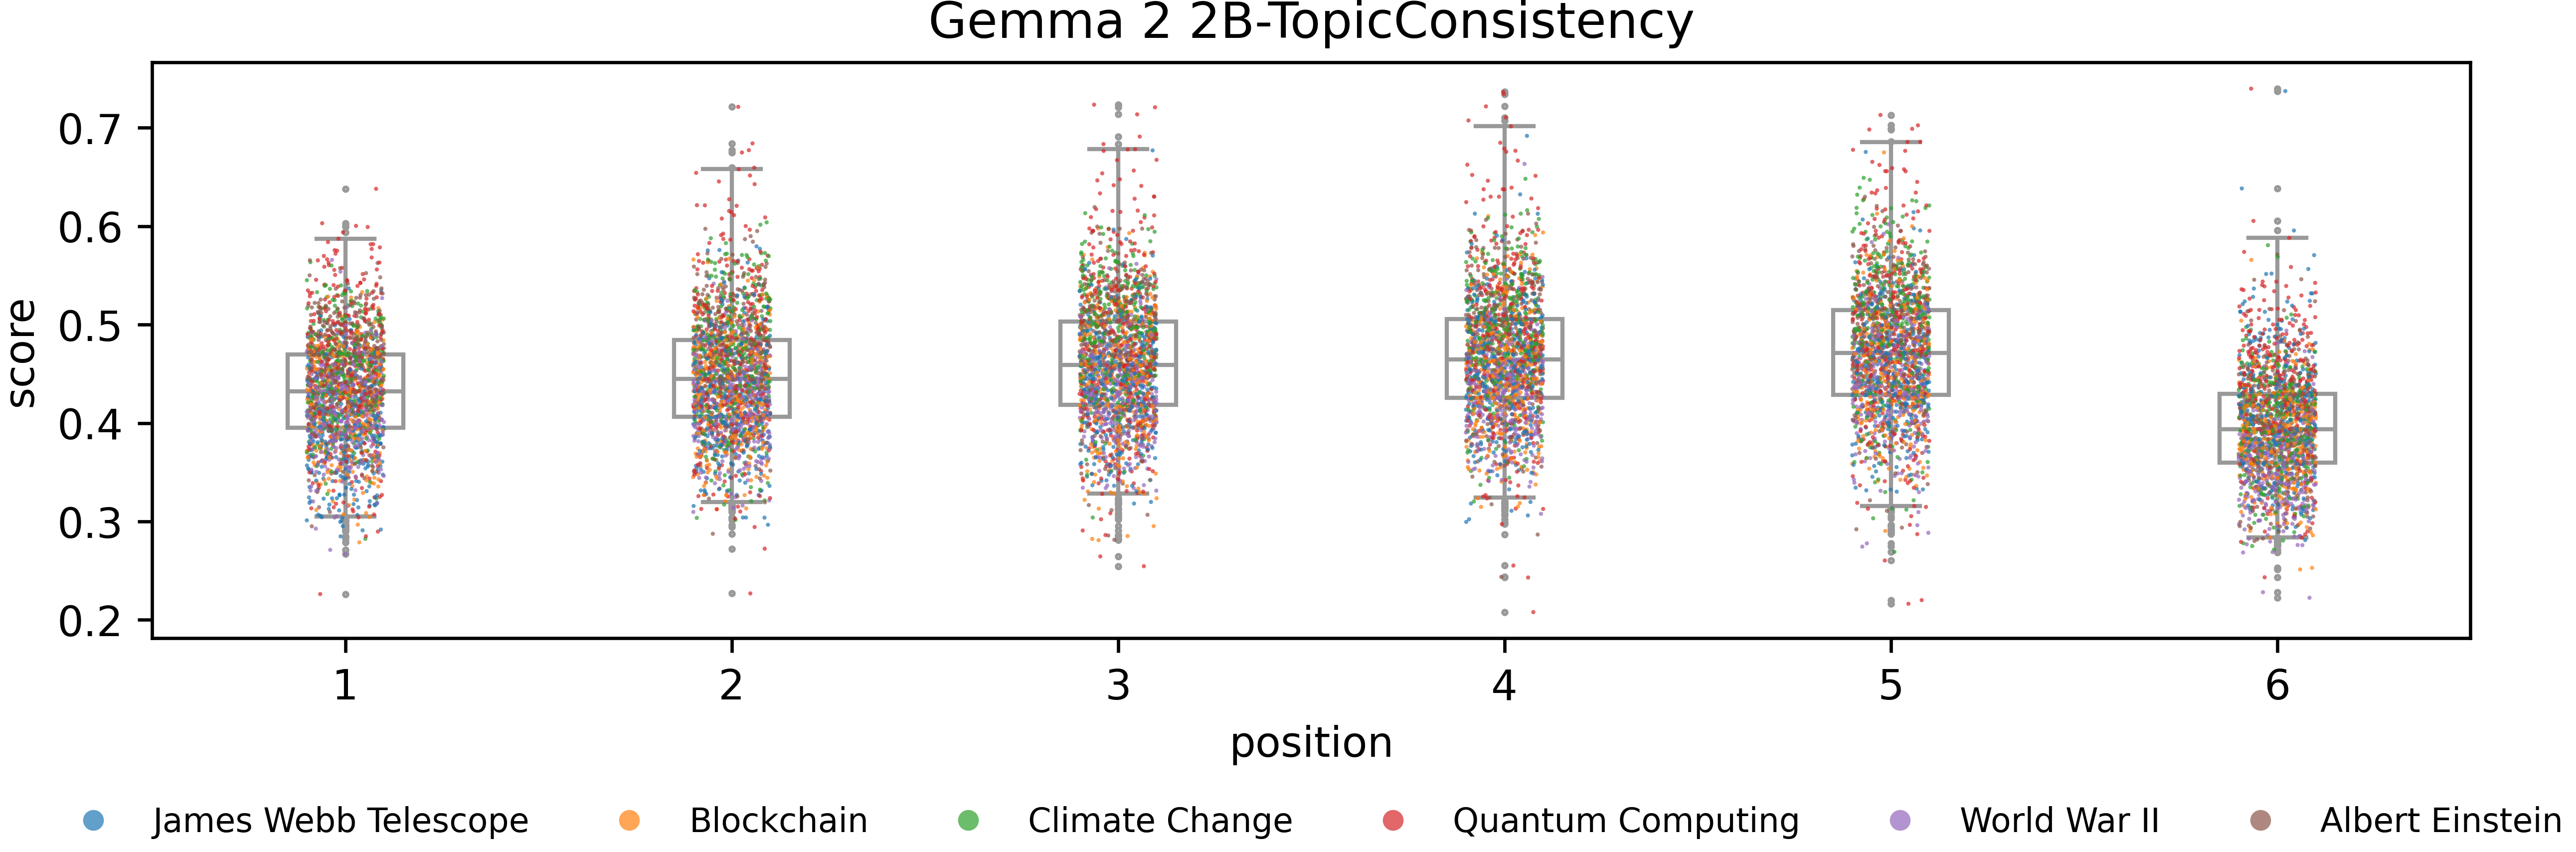 Gemma 2 2B-TopicConsistency
score
0.7
0.6
0.5
0.4
0.3
0.2
1 2 3 4 5 6
position
James Webb Telescope Blockchain Climate Change Quantum Computing World War II Albert Einstein